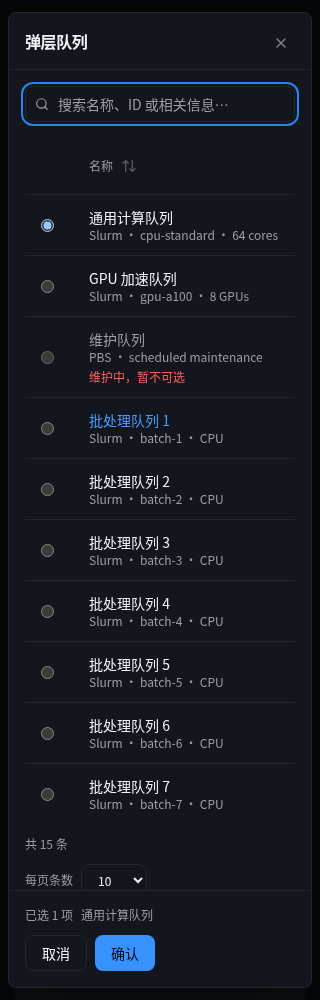 弹层队列
搜索名称、ID 或相关信息…
名称
通用计算队列
Slurm • cpu-standard • 64 cores
GPU 加速队列
Slurm • gpu-a100 • 8 GPUs
维护队列
PBS • scheduled maintenance
维护中，暂不可选
批处理队列 1
Slurm • batch-1 • CPU
批处理队列 2
Slurm • batch-2 • CPU
批处理队列 3
Slurm • batch-3 • CPU
批处理队列 4
Slurm • batch-4 • CPU
批处理队列 5
Slurm • batch-5 • CPU
批处理队列 6
Slurm • batch-6 • CPU
批处理队列 7
Slurm • batch-7 • CPU
共 15 条
每页条数 10
已选 1 项 通用计算队列
取消 确认